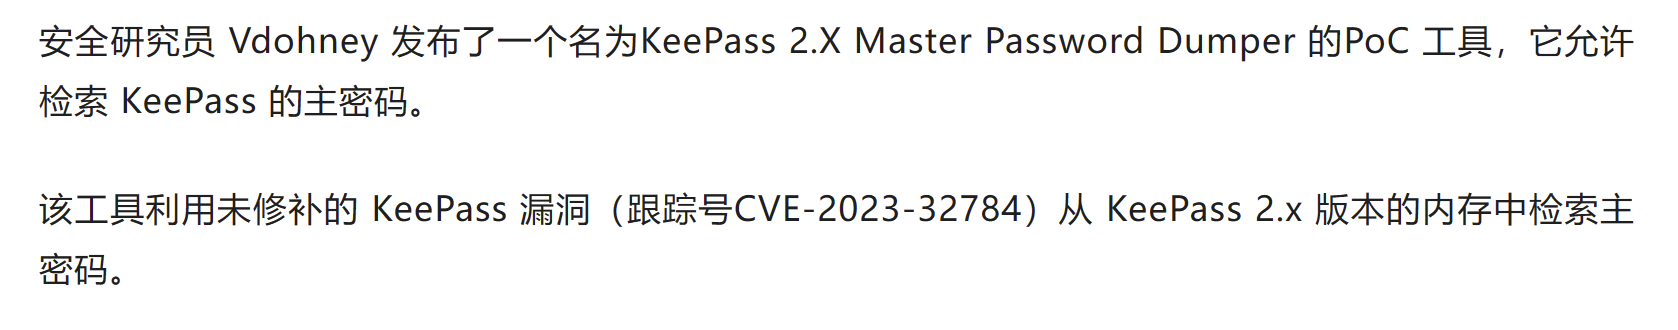 安全研究员 Vdohney 发布了一个名为KeePass 2.X Master Password Dumper 的PoC 工具，它允许
检索 KeePass 的主密码。
该工具利用未修补的 KeePass 漏洞（跟踪号CVE-2023-32784）从 KeePass 2.x 版本的内存中检索主
密码。